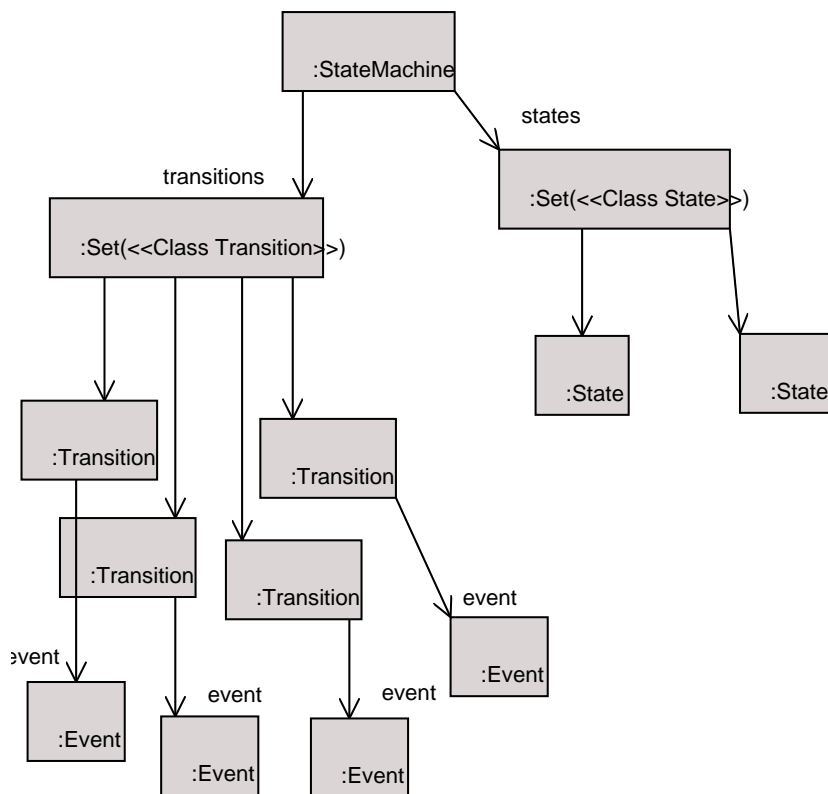 :StateMachine
states
transitions
:Set(<<Class State>>)
:Set(<<Class Transition>>)
:State
:State
:Transition
:Transition
:Transition
:Transition
event
event
event
event
:Event
:Event
:Event
:Event